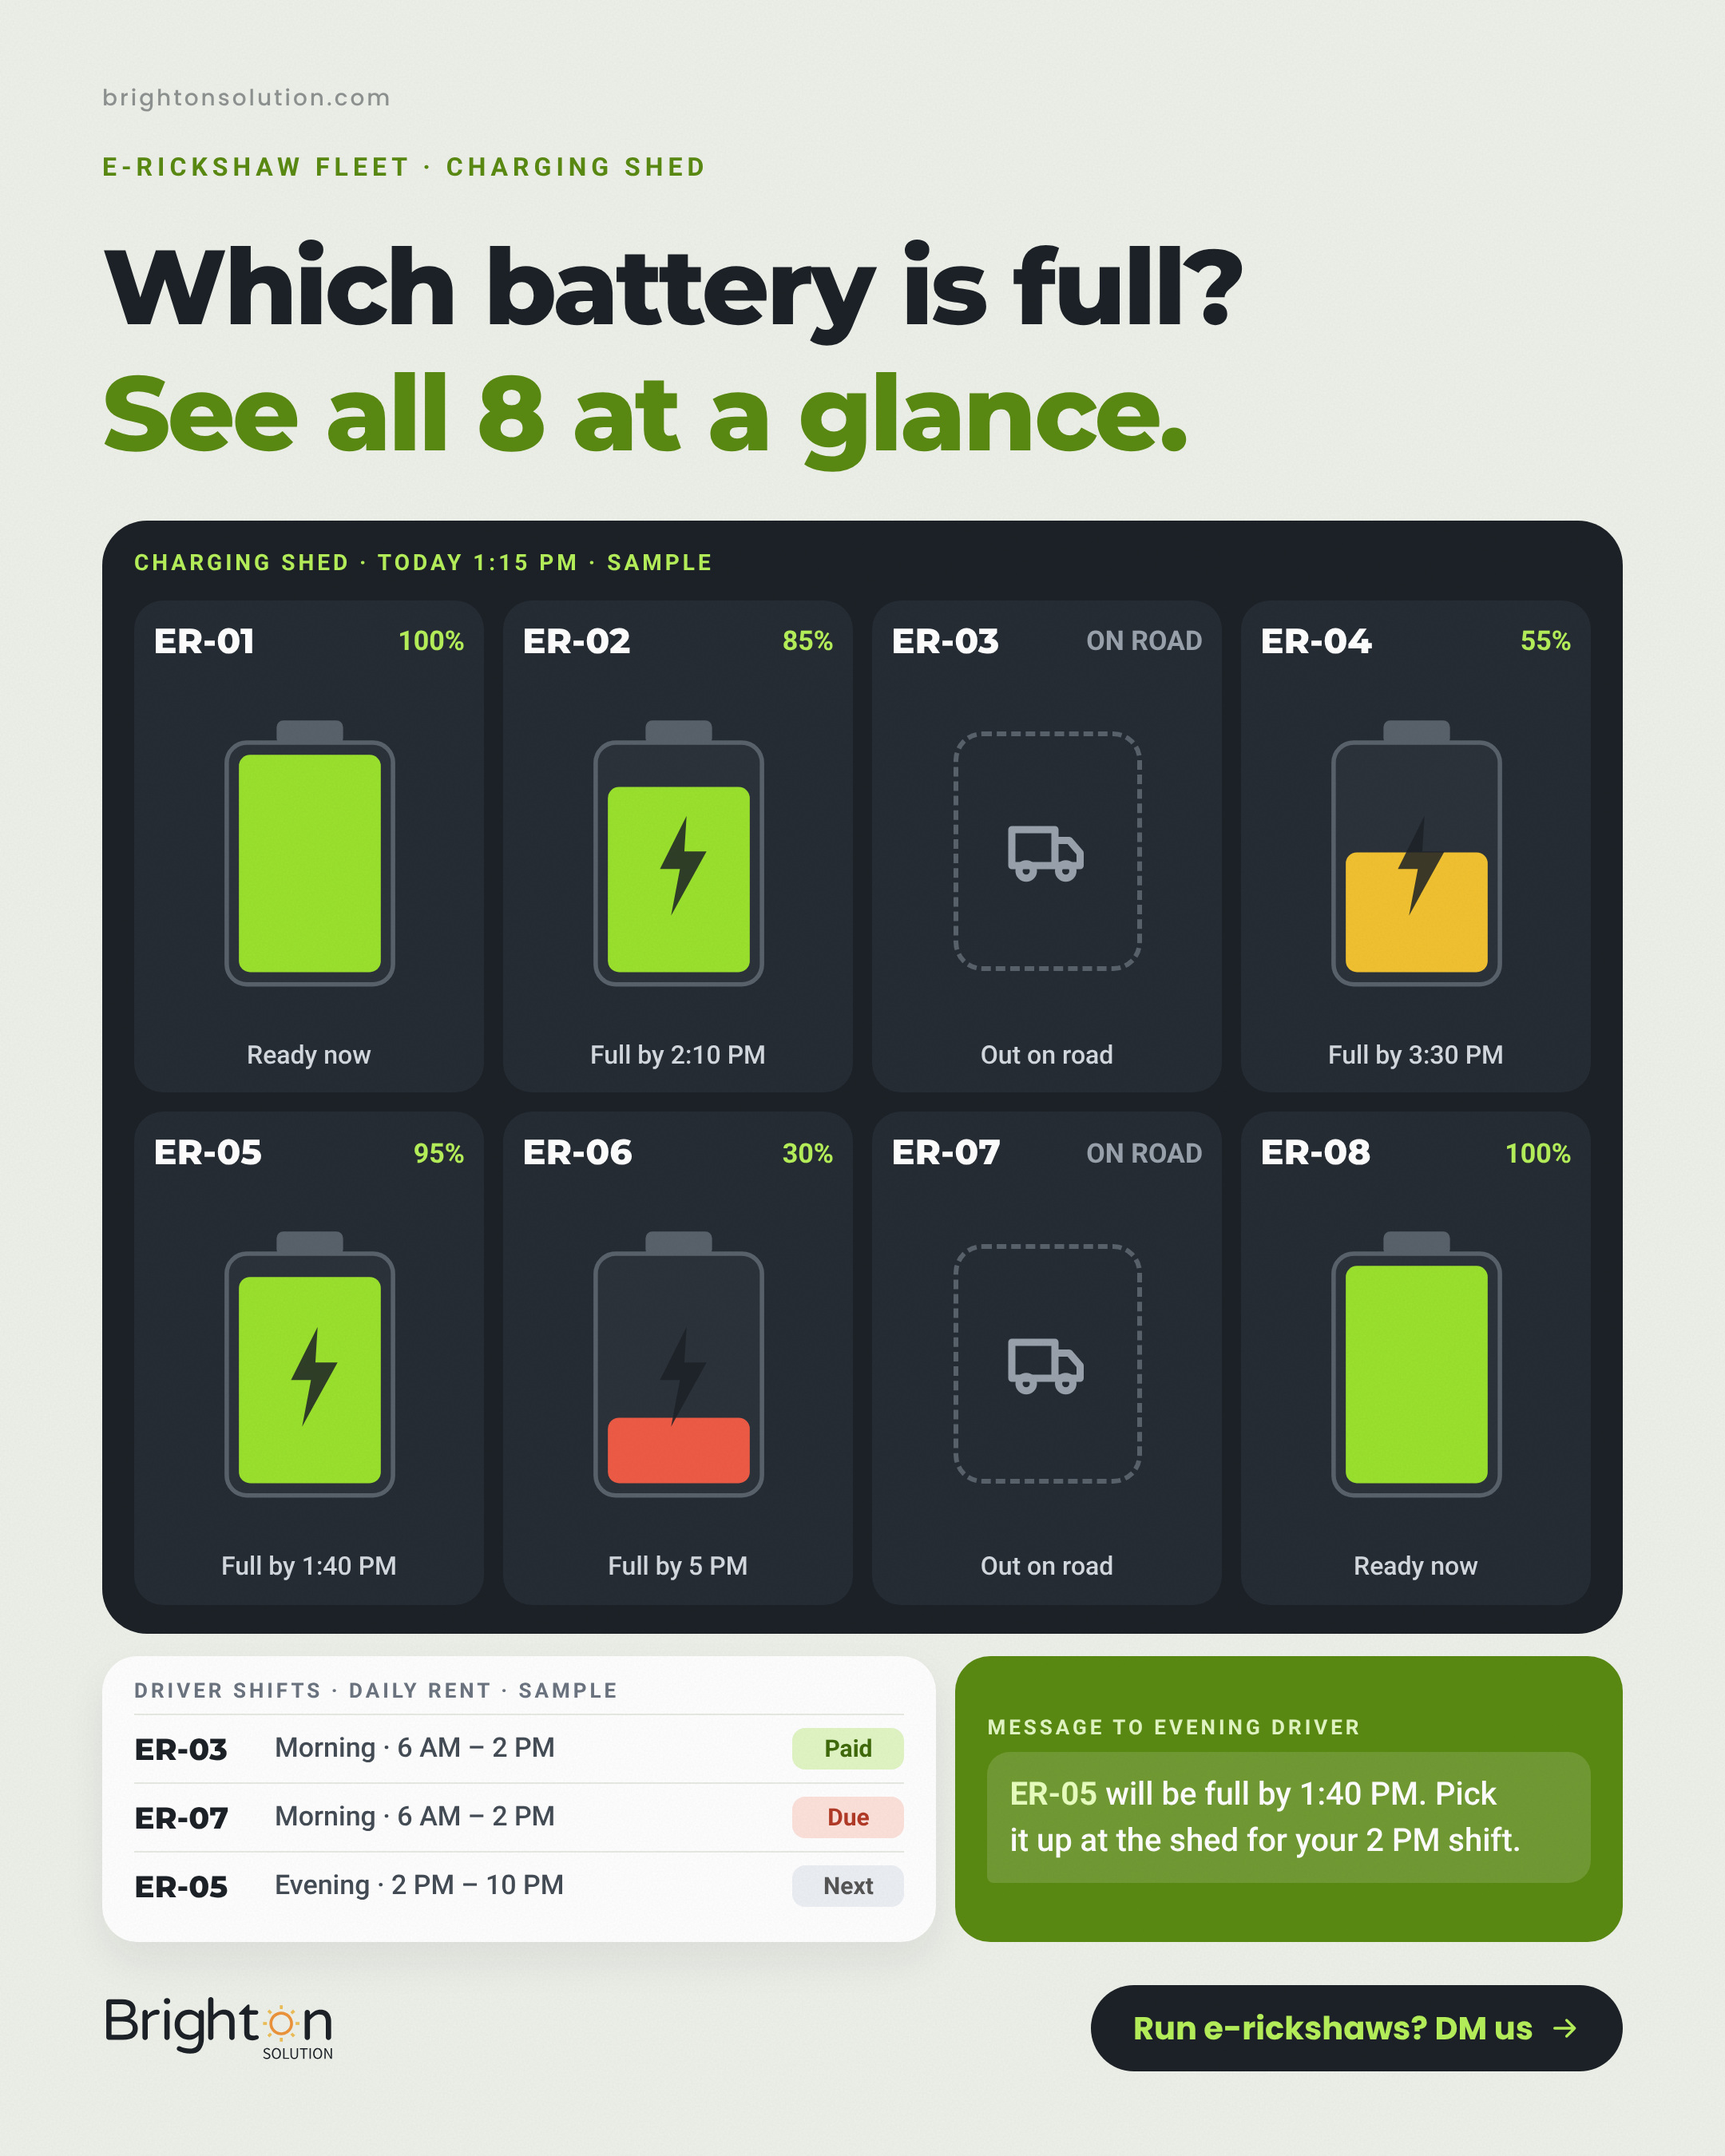 brightonsolution.com
E-RICKSHAW FLEET · CHARGING SHED
Which battery is full?
See all 8 at a glance.
CHARGING SHED · TODAY 1:15 PM · SAMPLE
ER-01 100%
Ready now
ER-02 85%
Full by 2:10 PM
ER-03 ON ROAD
Out on road
ER-04 55%
Full by 3:30 PM
ER-05 95%
Full by 1:40 PM
ER-06 30%
Full by 5 PM
ER-07 ON ROAD
Out on road
ER-08 100%
Ready now
DRIVER SHIFTS · DAILY RENT · SAMPLE
ER-03 Morning · 6 AM – 2 PM Paid
ER-07 Morning · 6 AM – 2 PM Due
ER-05 Evening · 2 PM – 10 PM Next
MESSAGE TO EVENING DRIVER
ER-05 will be full by 1:40 PM. Pick
it up at the shed for your 2 PM shift.
Brighton
SOLUTION
Run e-rickshaws? DM us →